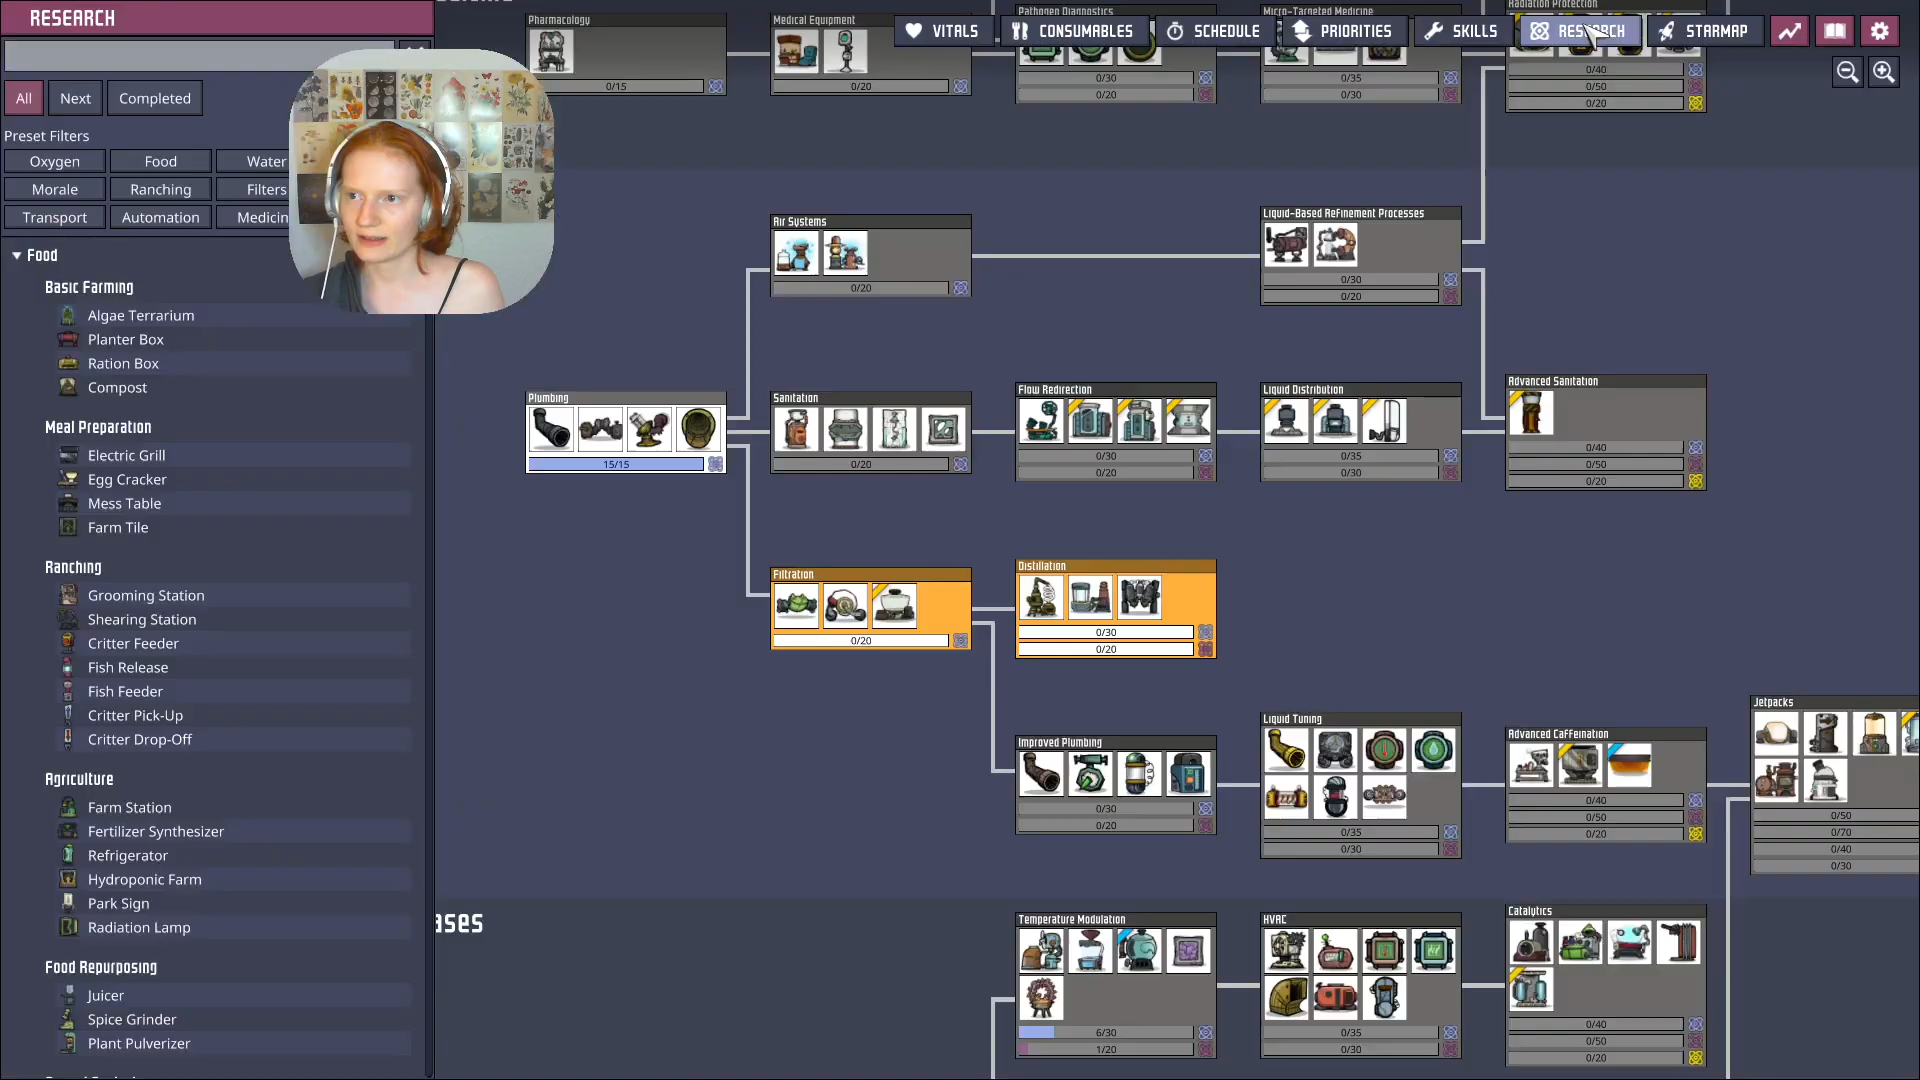 RESEARCH
VITALS
CONSUMABLES
SCHEDULE
PRIORITIES
SKILLS
STARMAP
All
Next
Completed
Preset Filters
Oxygen
Food
Water
Morale
Ranching
Filters
Transport
Automation
Medicin
Food
Basic Farming
Algae Terrarium
Planter Box
Ration Box
Compost
Meal Preparation
Electric Grill
Egg Cracker
Mess Table
Farm Tile
Ranching
Grooming Station
Shearing Station
Critter Feeder
Fish Release
Fish Feeder
Critter Pick-Up
Critter Drop-Off
Agriculture
Farm Station
Fertilizer Synthesizer
Refrigerator
Hydroponic Farm
Park Sign
Radiation Lamp
Food Repurposing
Juicer
Spice Grinder
Plant Pulverizer
Pharmacology
0/15
Medical Equipment
0/20
Pathogen Diagnostics
0/30
0/20
Micro-Targeted Medicine
0/35
0/30
Radiation Protection
0/40
0/50
0/20
Air Systems
0/20
Liquid-Based Refinement Processes
0/30
0/20
Plumbing
15/15
Sanitation
0/20
Flow Redirection
0/30
0/20
Liquid Distribution
0/35
0/30
Advanced Sanitation
0/40
0/50
0/20
Filtration
0/20
Distillation
0/30
0/20
Improved Plumbing
0/30
0/20
Liquid Tuning
0/35
0/30
Advanced Caffeination
0/40
0/50
0/20
Jetpacks
0/50
0/70
0/40
0/30
ases
Temperature Modulation
6/30
1/20
HVAC
0/35
0/30
Catalytics
0/40
0/50
0/20